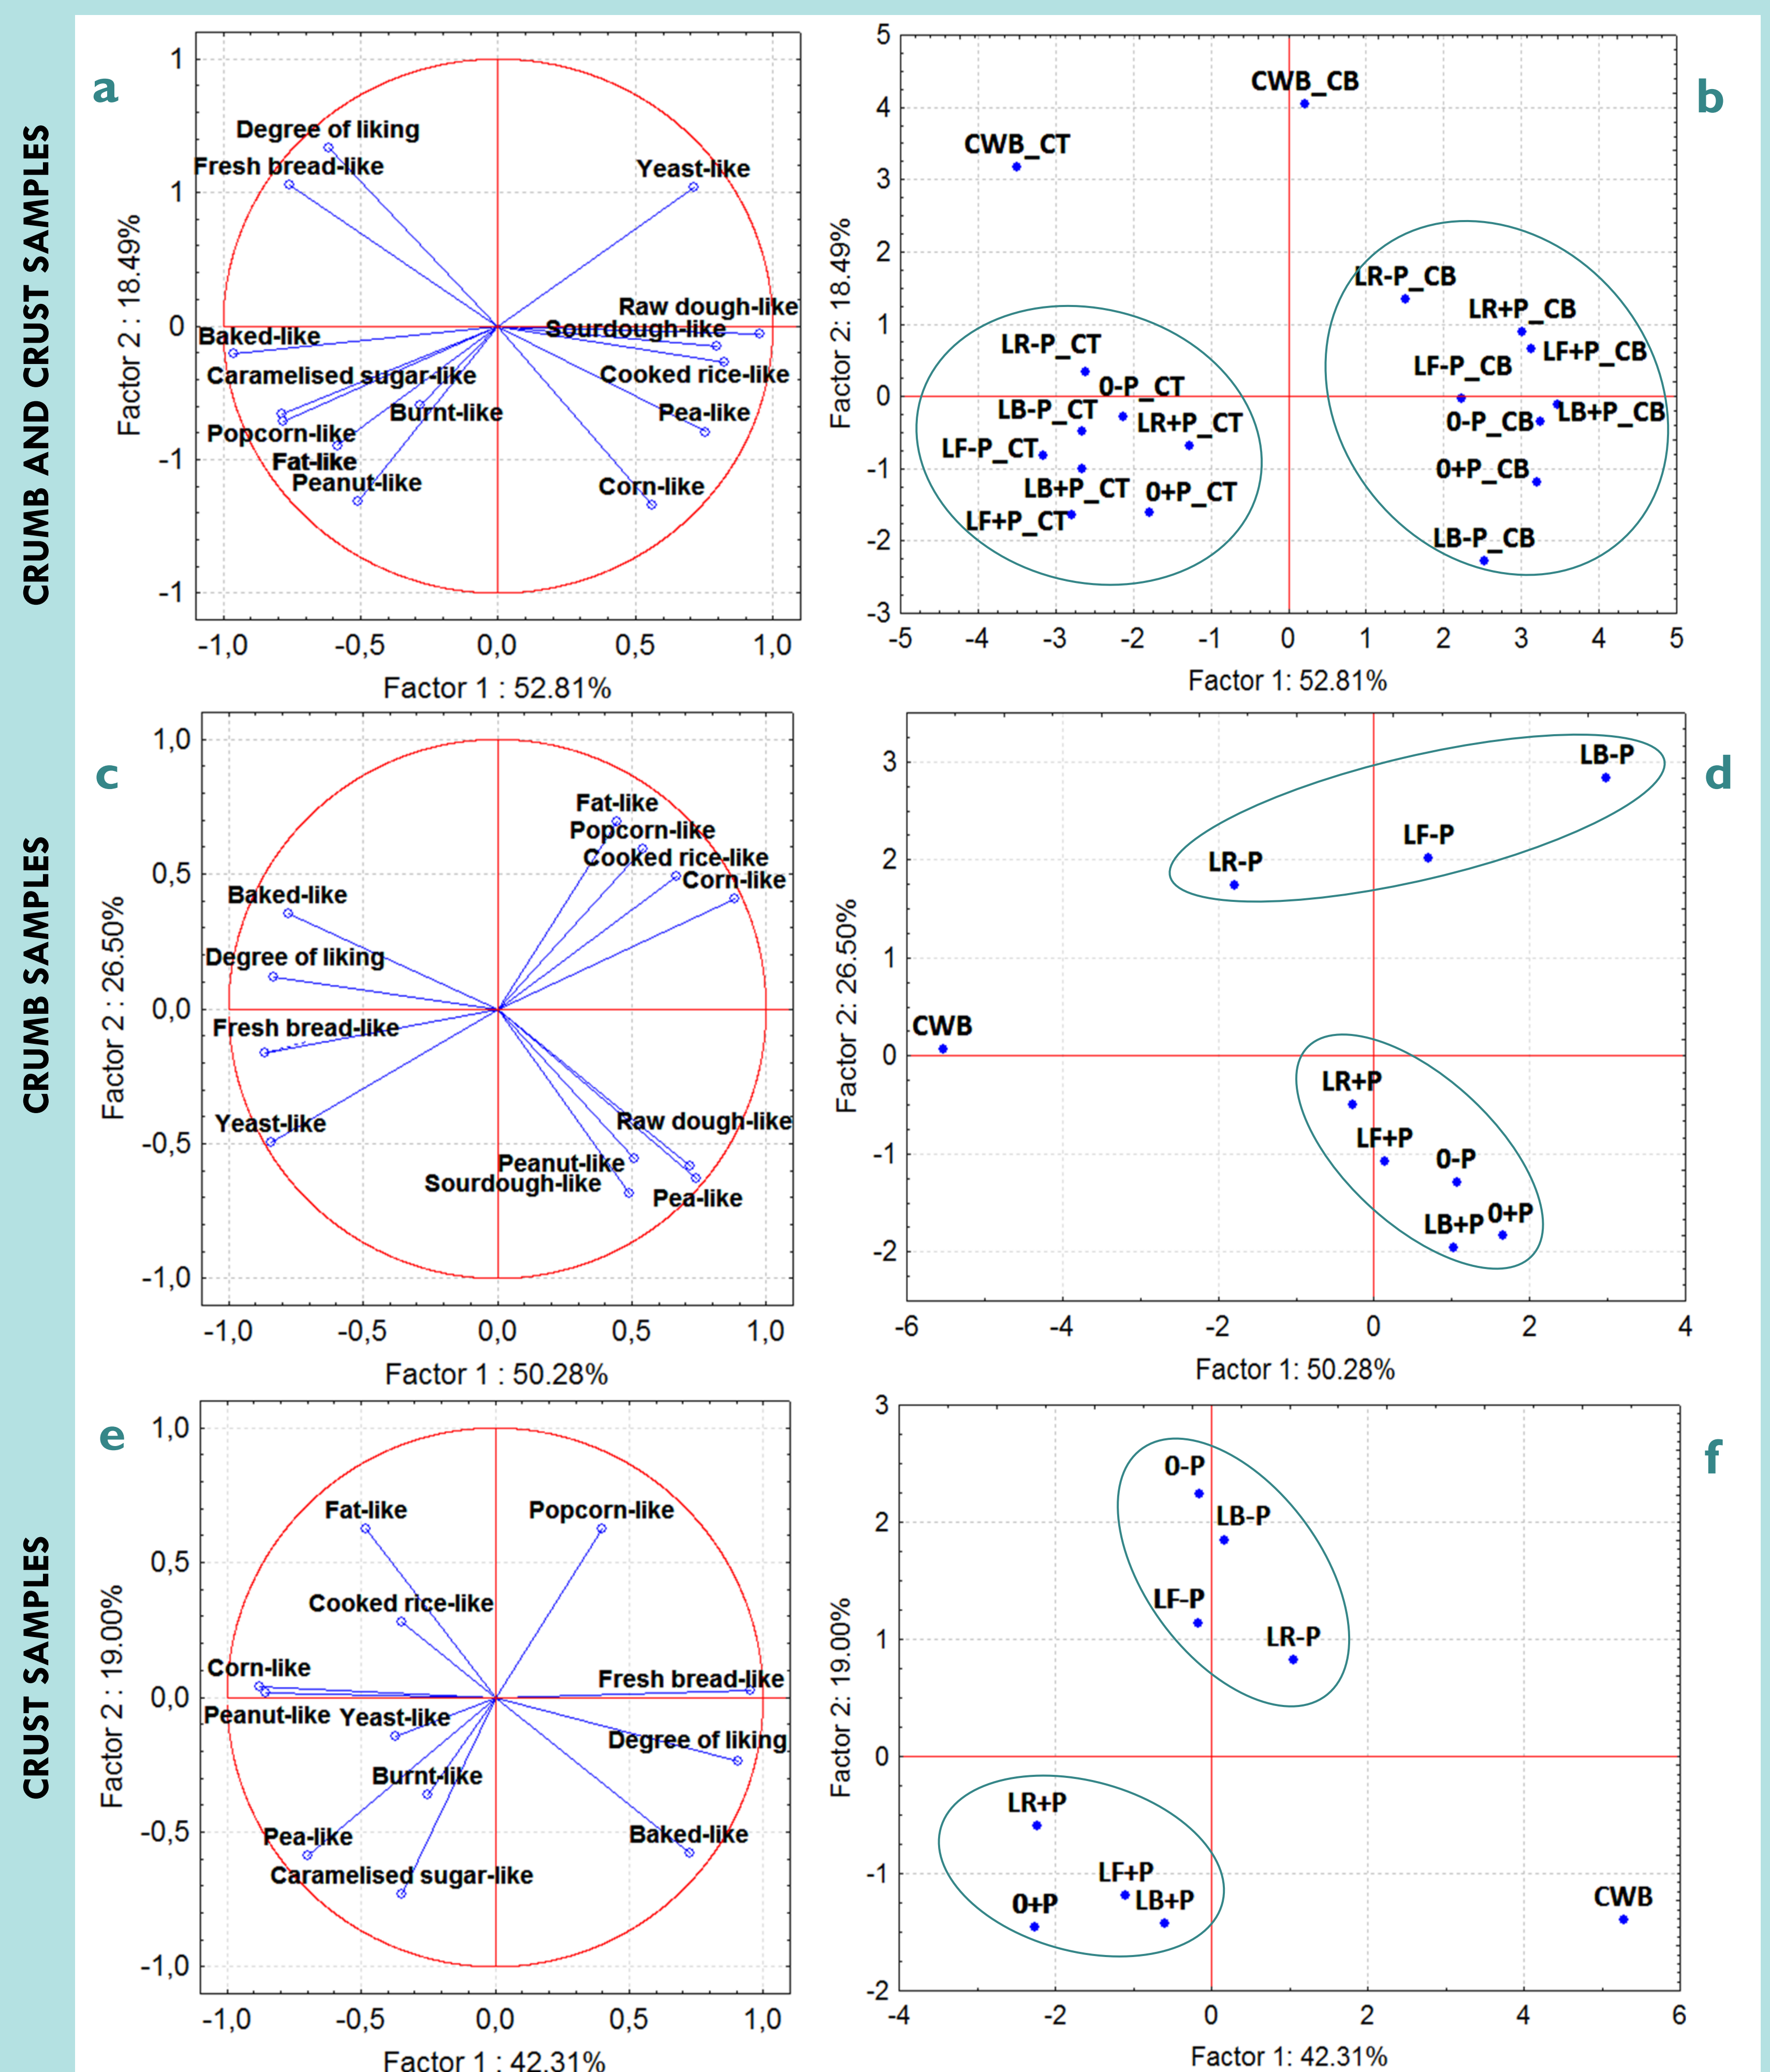 CRUMB AND CRUST SAMPLES
a
1
1
0
-1
-1
Factor 2 : 18.49%
Degree of liking
Fresh bread-like
Yeast-like
Raw dough-like
Sourdough-like
Baked-like
Caramelised sugar-like
Cooked rice-like
Burnt-like
Pea-like
Popcorn-like
Fat-like
Peanut-like
Corn-like
-1,0 -0,5 0,0 0,5 1,0
Factor 1 : 52.81%
b
5
4
3
2
1
0
-1
-2
-3
Factor 2: 18.49%
CWB_CB
CWB_CT
LR-P_CB
LR+P_CB
LR-P_CT
LF+P_CB
LF-P_CB
0-P_CT
LB-P_CT
LB+P_CB
LR+P_CT
0-P_CB
LF-P_CT
0+P_CB
LB+P_CT
0+P_CT
LF+P_CT
LB-P_CB
-5 -4 -3 -2 -1 0 1 2 3 4 5
Factor 1: 52.81%
CRUMB SAMPLES
c
1,0
0,5
0,0
-0,5
-1,0
Factor 2 : 26.50%
Fat-like
Popcorn-like
Cooked rice-like
Corn-like
Baked-like
Degree of liking
Fresh bread-like
Yeast-like
Raw dough-like
Peanut-like
Sourdough-like
Pea-like
-1,0 -0,5 0,0 0,5 1,0
Factor 1 : 50.28%
d
3
2
1
0
-1
-2
Factor 2: 26.50%
LB-P
LF-P
LR-P
CWB
LR+P
LF+P
0-P
0+P
LB+P
-6 -4 -2 0 2 4
Factor 1: 50.28%
CRUST SAMPLES
e
1,0
0,5
0,0
-0,5
-1,0
Factor 2 : 19.00%
Fat-like
Popcorn-like
Cooked rice-like
Corn-like
Fresh bread-like
Peanut-like
Yeast-like
Degree of liking
Burnt-like
Pea-like
Baked-like
Caramelised sugar-like
-1,0 -0,5 0,0 0,5 1,0
Factor 1 : 42.31%
f
3
2
1
0
-1
-2
Factor 2: 19.00%
0-P
LB-P
LF-P
LR-P
LR+P
LF+P
LB+P
0+P
CWB
-4 -2 0 2 4 6
Factor 1: 42.31%